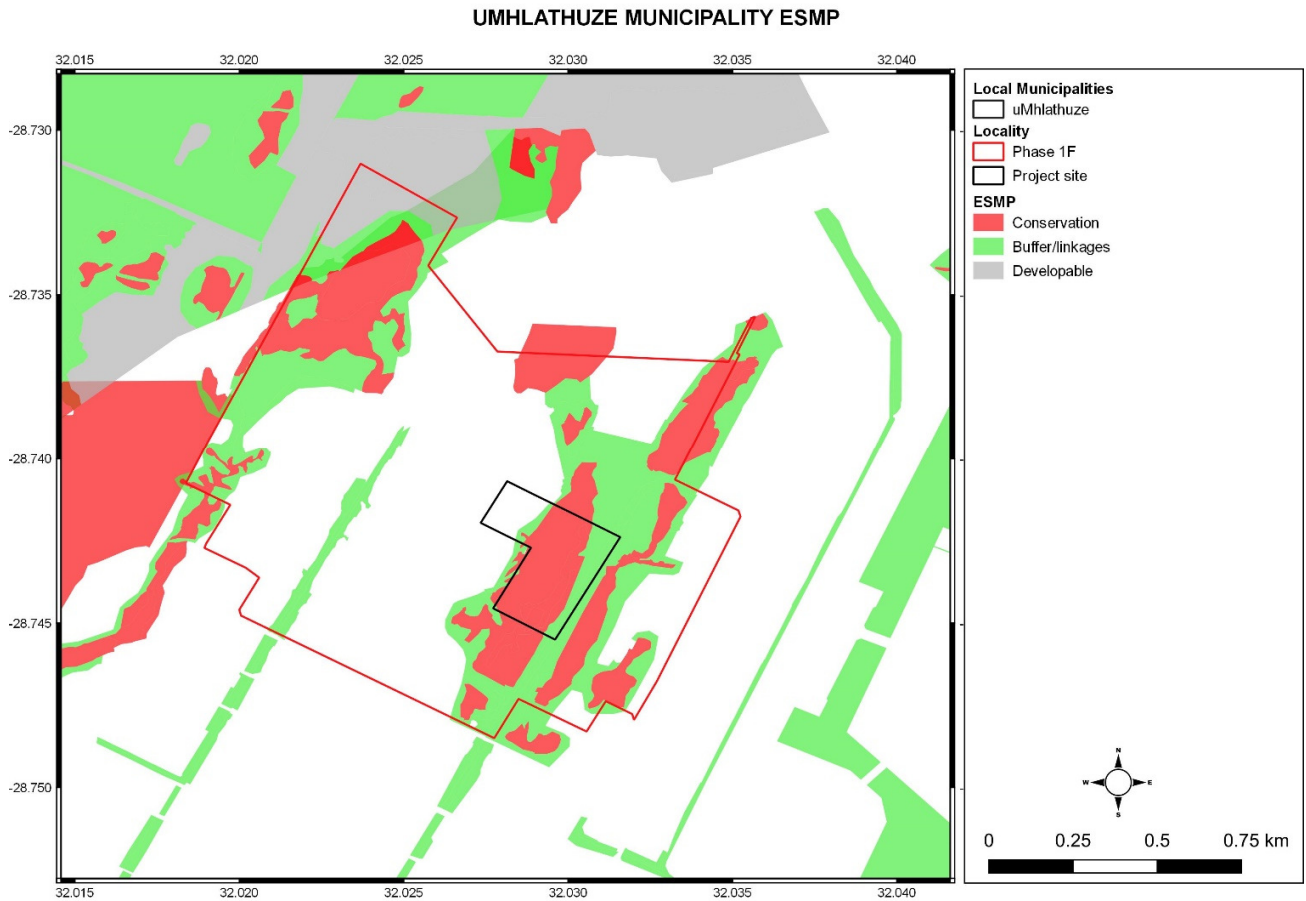 UMHLATHUZE MUNICIPALITY ESMP
32.015 32.020 32.025 32.030 32.035 32.040
-28.730
-28.735
-28.740
-28.745
-28.750
32.015 32.020 32.025 32.030 32.035 32.040
Local Municipalities
uMhlathuze
Locality
Phase 1F
Project site
ESMP
Conservation
Buffer/linkages
Developable
N
W E
S
0 0.25 0.5 0.75 km